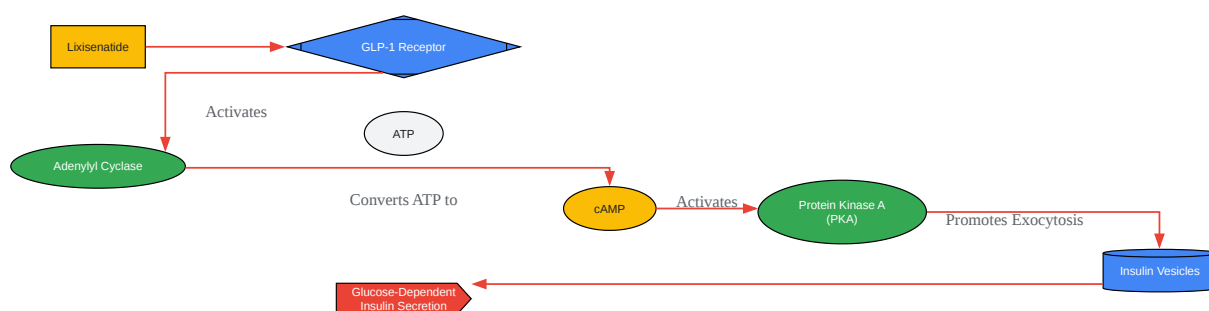 Lixisenatide
GLP-1 Receptor
Activates
ATP
Adenylyl Cyclase
Converts ATP to
cAMP
Activates
Protein Kinase A
(PKA)
Promotes Exocytosis
Insulin Vesicles
Glucose-Dependent
Insulin Secretion